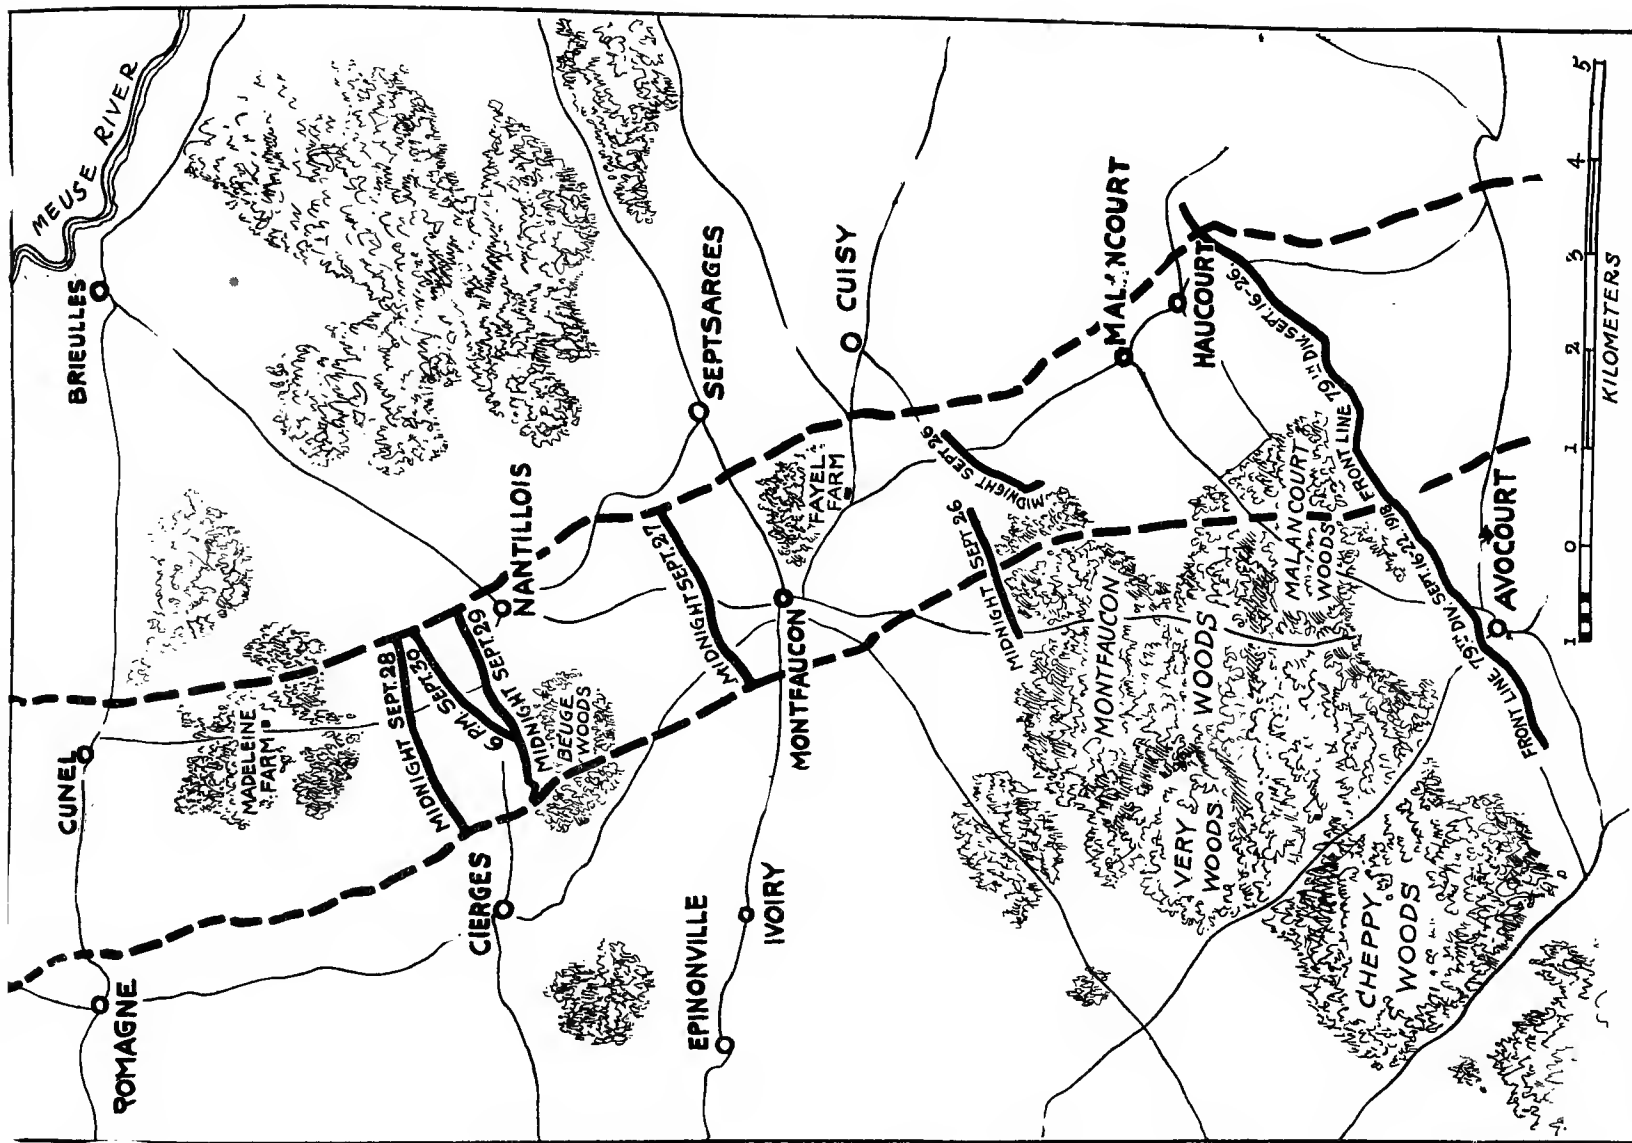 MEUSE RIVER
BRIEULLES
CUNEL
ROMAGNE
MADELEINE
FARM
MIDNIGHT SEPT. 28
6 PM SEPT. 30
MIDNIGHT SEPT. 29
NANTILLOIS
CIERGES
BEUGE
WOODS
MIDNIGHT SEPT. 27
SEPTSARGES
EPINONVILLE
IVOIRY
MONTFAUCON
FAYEL
FARM
CUISY
MIDNIGHT SEPT 26
MIDNIGHT SEPT 26
MALANCOURT
HAUCOURT
MONTFAUCON
WOODS
VERY
WOODS
MALANCOURT
WOODS
CHEPPY
WOODS
FRONT LINE 79TH DIV. SEPT. 16-26.
FRONT LINE 79TH DIV. SEPT. 16-22, 1918
AVOCOURT
1 0 1 2 3 4 5
KILOMETERS